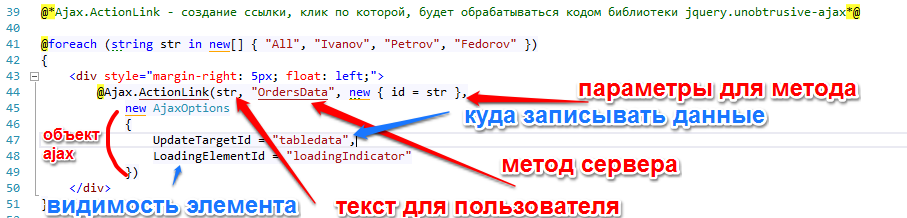 39 @*Ajax.ActionLink - создание ссылки, клик по которой, будет обрабатываться кодом библиотеки jquery.unobtrusive-ajax*@
40
41 @foreach (string str in new[] { "All", "Ivanov", "Petrov", "Fedorov" })
42 {
43 <div style="margin-right: 5px; float: left;">
44 @Ajax.ActionLink(str, "OrdersData", new { id = str },
параметры для метода
45 new AjaxOptions
куда записывать данные
46 {
объект
ajax
47 UpdateTargetId = "tabledata",
48 LoadingElementId = "loadingIndicator"
метод сервера
49 })
50 </div>
видимость элемента
текст для пользователя
51 }